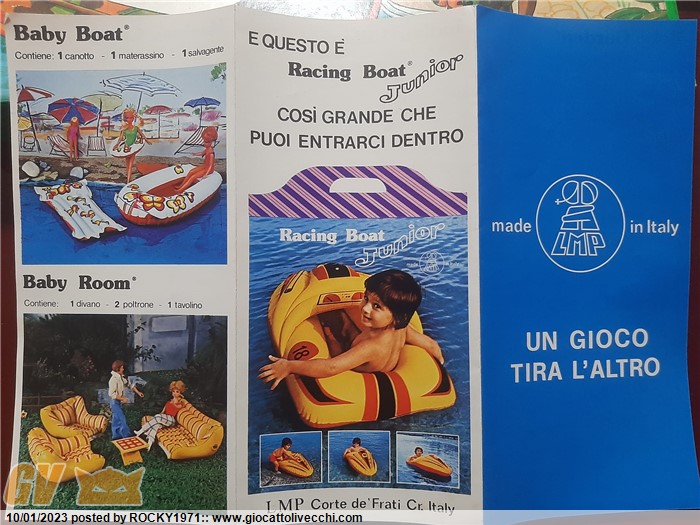 Baby Boat®
Contiene: 1 canotto - 1 materassino - 1 salvagente
Baby Room®
Contiene: 1 divano - 2 poltrone - 1 tavolino
E QUESTO È
Racing Boat®
Junior
COSÌ GRANDE CHE
PUOI ENTRARCI DENTRO
Racing Boat
Junior
18
LMP Corte de' Frati Cr. Italy
made LMP in Italy
UN GIOCO
TIRA L'ALTRO
GV
10/01/2023 posted by ROCKY1971:: www.giocattolivecchi.com